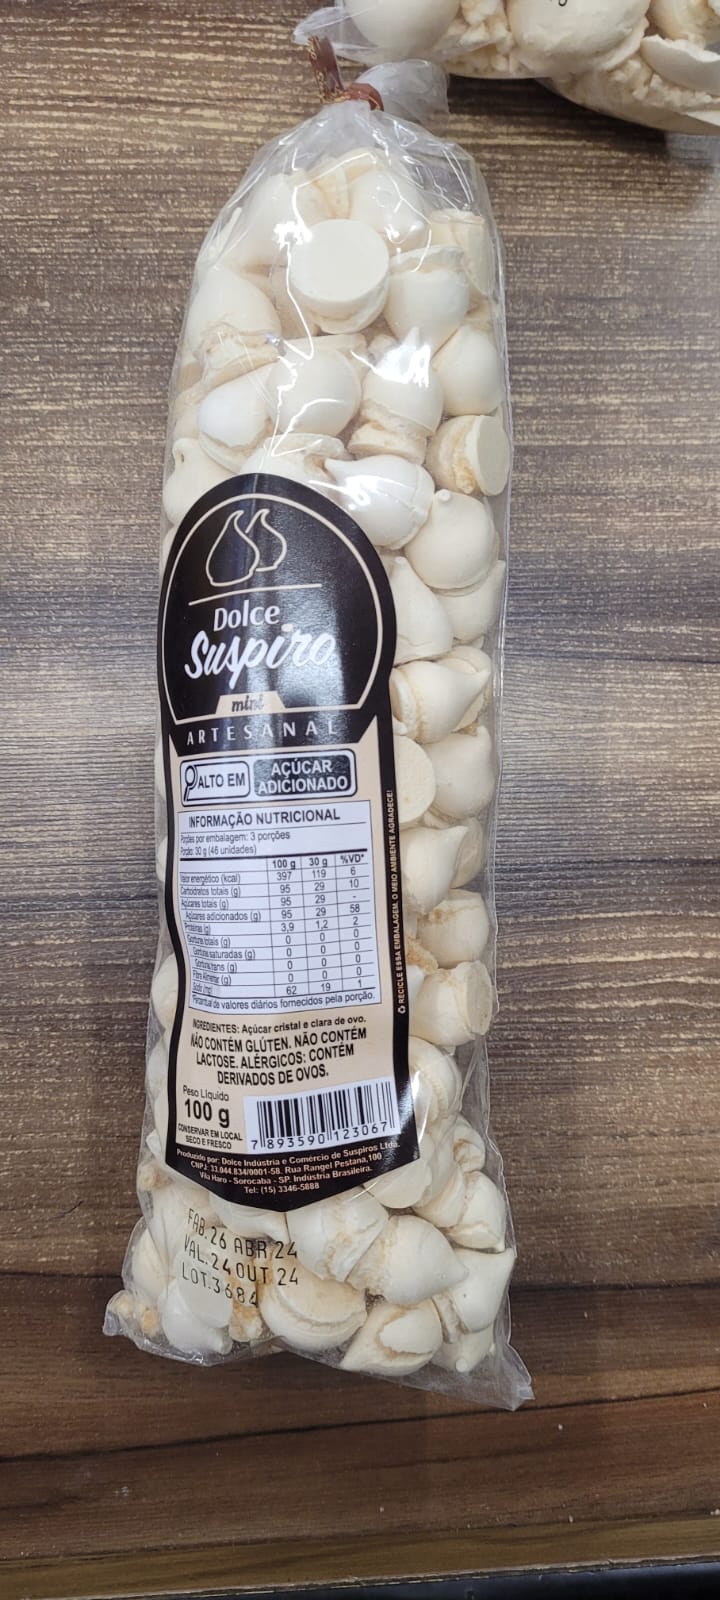 Dolce
Suspiro
mini
ARTESANAL
ALTO EM
AÇÚCAR
ADICIONADO
INFORMAÇÃO NUTRICIONAL
Porções por embalagem: 3 porções
Porção: 30 g (46 unidades)
100 g 30 g %VD*
Valor energético (kcal) 397 119 6
Carboidratos totais (g) 95 29 10
Açúcares totais (g) 95 29 -
Açúcares adicionados (g) 95 29 58
Proteínas (g) 3,9 1,2 2
Gorduras totais (g) 0 0 0
Gorduras saturadas (g) 0 0 0
Gorduras trans (g) 0 0 0
Fibra Alimentar (g) 0 0 0
Sódio (mg) 62 19 1
*Percentual de valores diários fornecidos pela porção.
INGREDIENTES: Açúcar cristal e clara de ovo.
NÃO CONTÉM GLÚTEN. NÃO CONTÉM
LACTOSE. ALÉRGICOS: CONTÉM
DERIVADOS DE OVOS.
Peso Líquido
100 g
CONSERVAR EM LOCAL
SECO E FRESCO
7 893590 123067
Produzido por: Dolce Indústria e Comércio de Suspiros Ltda.
CNPJ: 33.044.834/0001-58. Rua Rangel Pestana,100
Vila Haro - Sorocaba - SP. Indústria Brasileira.
Tel: (15) 3346-5888
RECICLE ESSA EMBALAGEM. O MEIO AMBIENTE AGRADECE!
FAB.26 ABR 24
VAL.24 OUT 24
LOT.3684